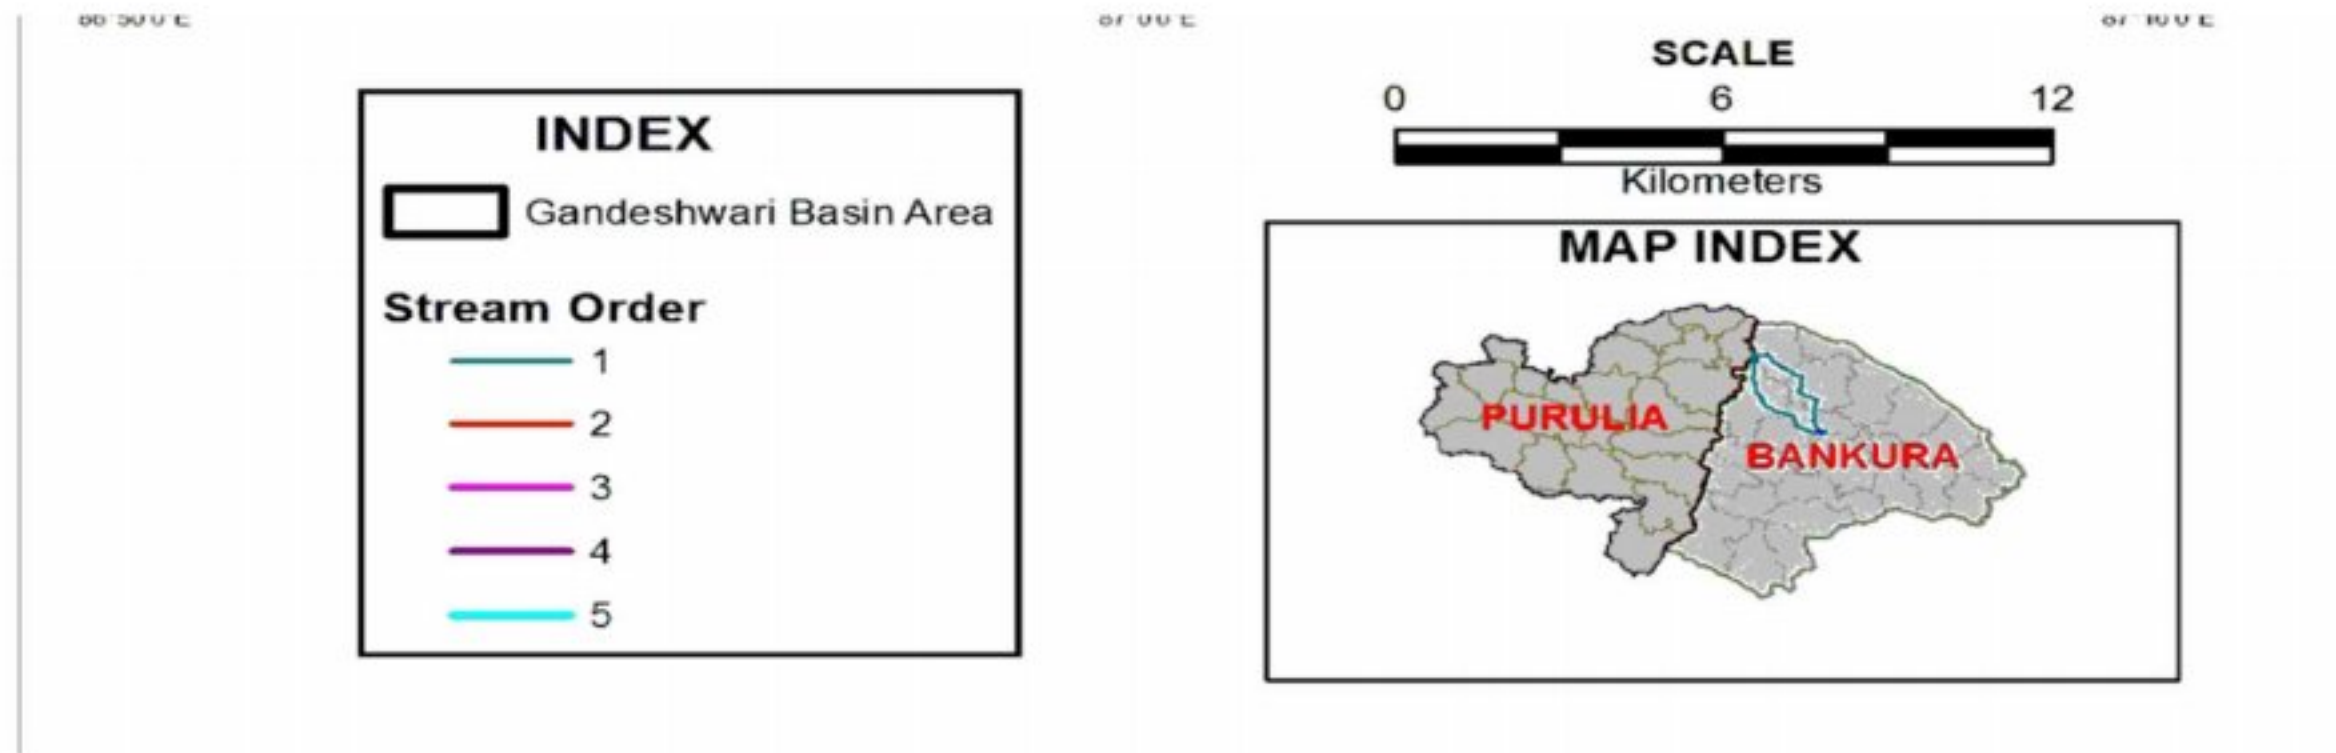 INDEX
Gandeshwari Basin Area
Stream Order
1
2
3
4
5
SCALE
0 6 12
Kilometers
MAP INDEX
PURULIA
BANKURA